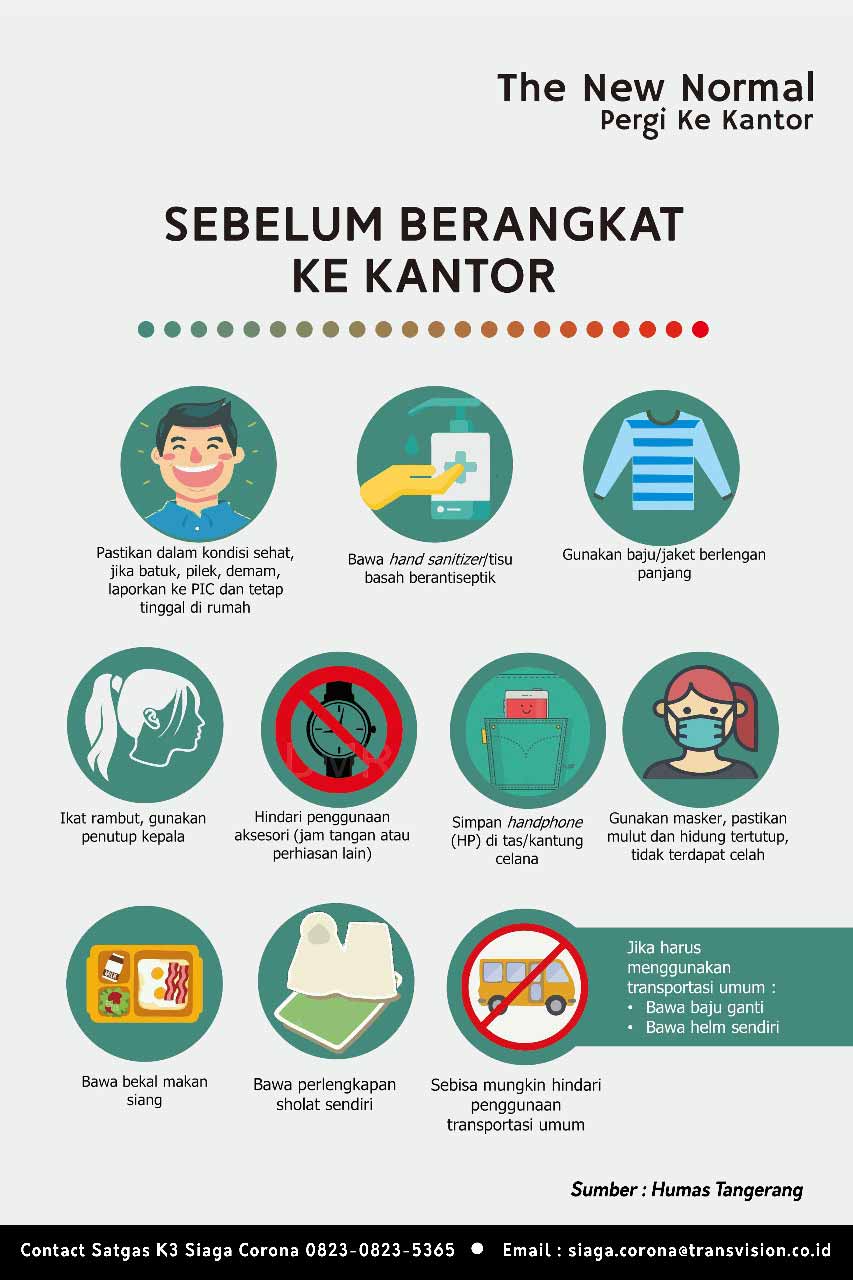 The New Normal
Pergi Ke Kantor
SEBELUM BERANGKAT
KE KANTOR
Pastikan dalam kondisi sehat,
jika batuk, pilek, demam,
laporkan ke PIC dan tetap
tinggal di rumah
Bawa hand sanitizer/tisu
basah berantiseptik
Gunakan baju/jaket berlengan
panjang
Ikat rambut, gunakan
penutup kepala
Hindari penggunaan
aksesori (jam tangan atau
perhiasan lain)
Simpan handphone
(HP) di tas/kantung
celana
Gunakan masker, pastikan
mulut dan hidung tertutup,
tidak terdapat celah
MILK
Bawa bekal makan
siang
Bawa perlengkapan
sholat sendiri
Sebisa mungkin hindari
penggunaan
transportasi umum
Jika harus
menggunakan
transportasi umum :
• Bawa baju ganti
• Bawa helm sendiri
Sumber : Humas Tangerang
Contact Satgas K3 Siaga Corona 0823-0823-5365 ● Email : siaga.corona@transvision.co.id